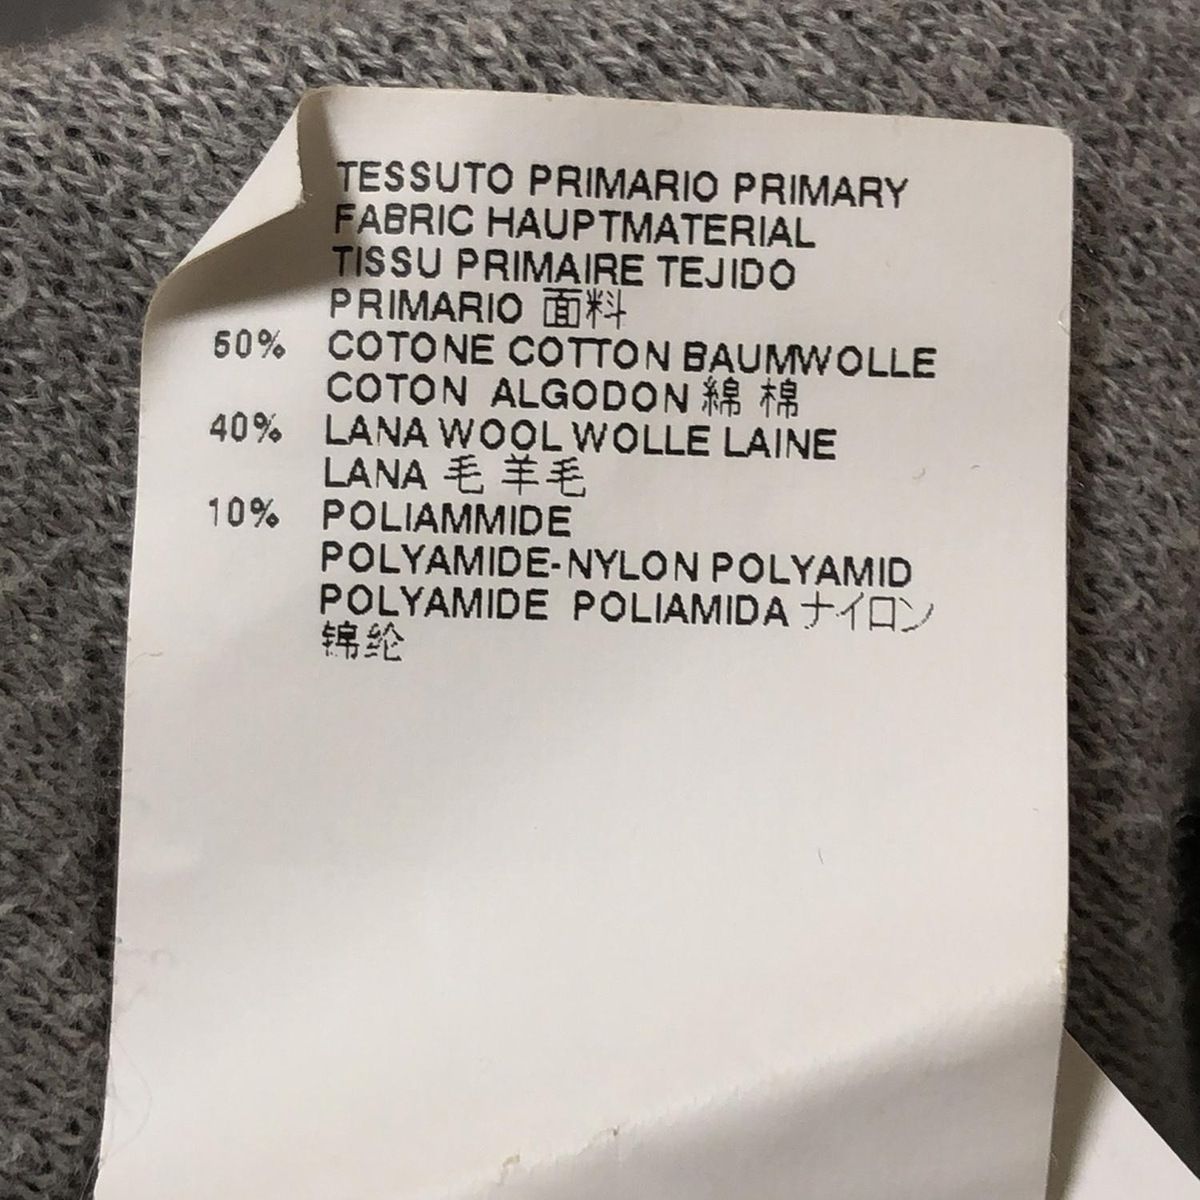 TESSUTO PRIMARIO PRIMARY
FABRIC HAUPTMATERIAL
TISSU PRIMAIRE TEJIDO
PRIMARIO 面料
50% COTONE COTTON BAUMWOLLE
COTON ALGODON 綿 棉
40% LANA WOOL WOLLE LAINE
LANA 毛 羊毛
10% POLIAMMIDE
POLYAMIDE-NYLON POLYAMID
POLYAMIDE POLIAMIDA ナイロン
锦纶